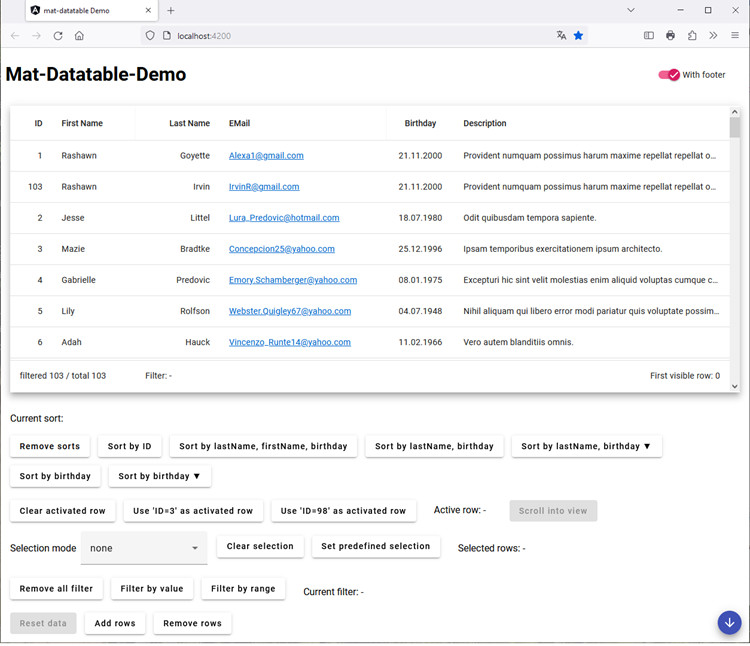 mat-datatable Demo
localhost:4200
Mat-Datatable-Demo
With footer
ID First Name Last Name EMail Birthday Description
1 Rashawn Goyette Alexa1@gmail.com 21.11.2000 Provident numquam possimus harum maxime repellat repellat o...
103 Rashawn Irvin IrvinR@gmail.com 21.11.2000 Provident numquam possimus harum maxime repellat repellat o...
2 Jesse Littel Lura_Predovic@hotmail.com 18.07.1980 Odit quibusdam tempora sapiente.
3 Mazie Bradtke Concepcion25@yahoo.com 25.12.1996 Ipsam temporibus exercitationem ipsum architecto.
4 Gabrielle Predovic Emory.Schamberger@yahoo.com 08.01.1975 Excepturi hic sint velit molestias enim aliquid voluptas cumque c...
5 Lily Rolfson Webster.Quigley67@yahoo.com 04.07.1948 Nihil aliquam qui libero error modi pariatur quis voluptate possim...
6 Adah Hauck Vincenzo_Runte14@yahoo.com 11.02.1966 Vero autem blanditiis omnis.
filtered 103 / total 103 Filter: - First visible row: 0
Current sort:
Remove sorts Sort by ID Sort by lastName, firstName, birthday Sort by lastName, birthday Sort by lastName, birthday ▼
Sort by birthday Sort by birthday ▼
Clear activated row Use 'ID=3' as activated row Use 'ID=98' as activated row Active row: - Scroll into view
Selection mode none Clear selection Set predefined selection Selected rows: -
Remove all filter Filter by value Filter by range Current filter: -
Reset data Add rows Remove rows